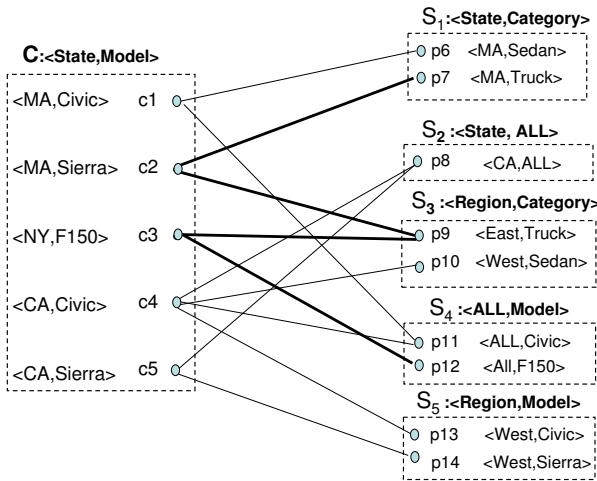 C:<State,Model>
<MA,Civic> c1
<MA,Sierra> c2
<NY,F150> c3
<CA,Civic> c4
<CA,Sierra> c5
S1:<State,Category>
p6 <MA,Sedan>
p7 <MA,Truck>
S2:<State, ALL>
p8 <CA,ALL>
S3:<Region,Category>
p9 <East,Truck>
p10 <West,Sedan>
S4:<ALL,Model>
p11 <ALL,Civic>
p12 <All,F150>
S5:<Region,Model>
p13 <West,Civic>
p14 <West,Sierra>